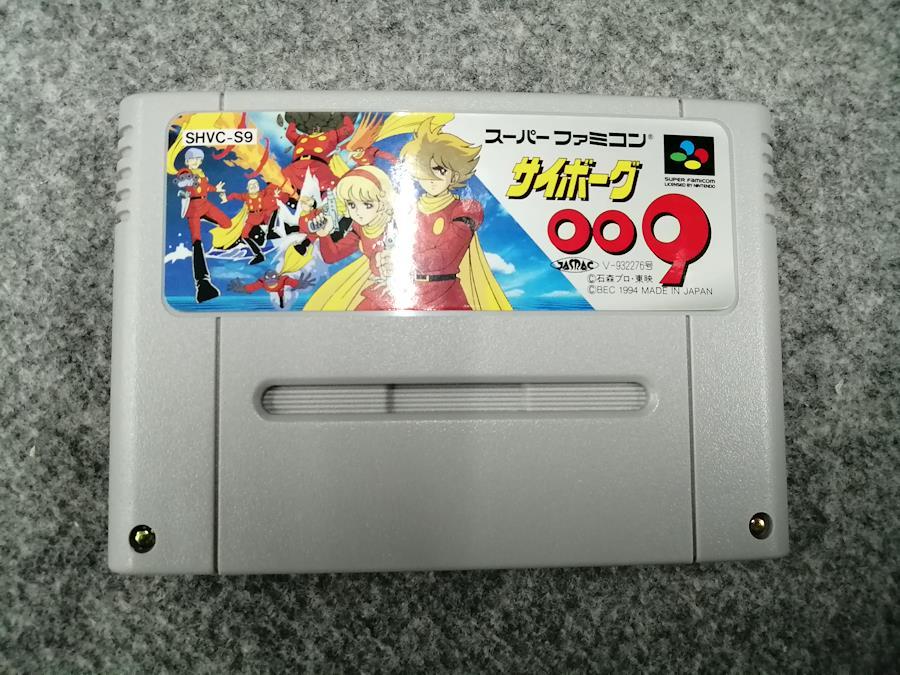 SHVC-S9
スーパーファミコン®
SUPER FAMICOM
LICENSED BY NINTENDO
サイボーグ
009
JASRAC V-932276号
©石森プロ・東映
©BEC 1994 MADE IN JAPAN